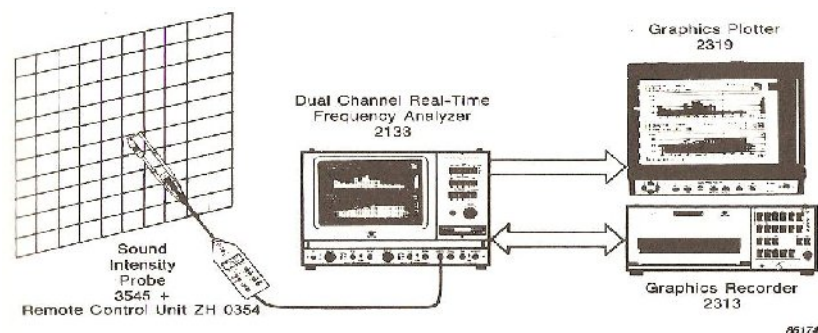 Graphics Plotter
2319
Dual Channel Real-Time
Frequency Analyzer
2133
Sound
Intensity
Probe
3545 +
Remote Control Unit ZH 0354
Graphics Recorder
2313